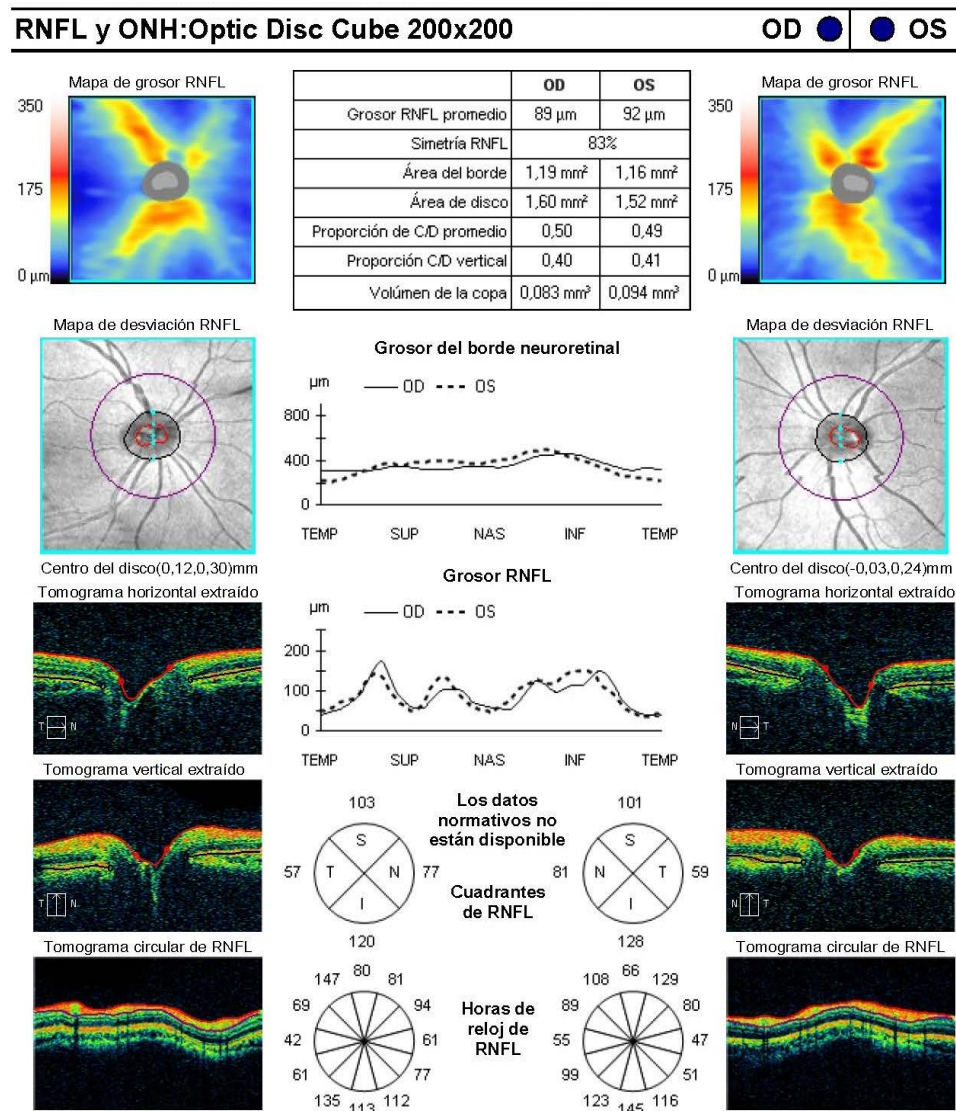 RNFL y ONH:Optic Disc Cube 200x200 OD OS
Mapa de grosor RNFL
350
175
0 µm
OD OS
Grosor RNFL promedio 89 µm 92 µm
Simetría RNFL 83%
Área del borde 1,19 mm² 1,16 mm²
Área de disco 1,60 mm² 1,52 mm²
Proporción de C/D promedio 0,50 0,49
Proporción C/D vertical 0,40 0,41
Volúmen de la copa 0,083 mm³ 0,094 mm³
Mapa de grosor RNFL
350
175
0 µm
Mapa de desviación RNFL
Centro del disco(0,12,0,30)mm
Grosor del borde neuroretinal
µm OD OS
800
400
0
TEMP SUP NAS INF TEMP
Mapa de desviación RNFL
Centro del disco(-0,03,0,24)mm
Tomograma horizontal extraído
T N
Grosor RNFL
µm OD OS
200
100
0
TEMP SUP NAS INF TEMP
Tomograma horizontal extraído
N T
Tomograma vertical extraído
T N
103
S
57 T N 77
I
120
Los datos
normativos no
están disponible
Cuadrantes
de RNFL
101
S
81 N T 59
I
128
Tomograma vertical extraído
N T
Tomograma circular de RNFL
147 80 81
69 94
42 61
61 77
135 113 112
Horas de
reloj de
RNFL
108 66 129
89 80
55 47
99 51
123 145 116
Tomograma circular de RNFL